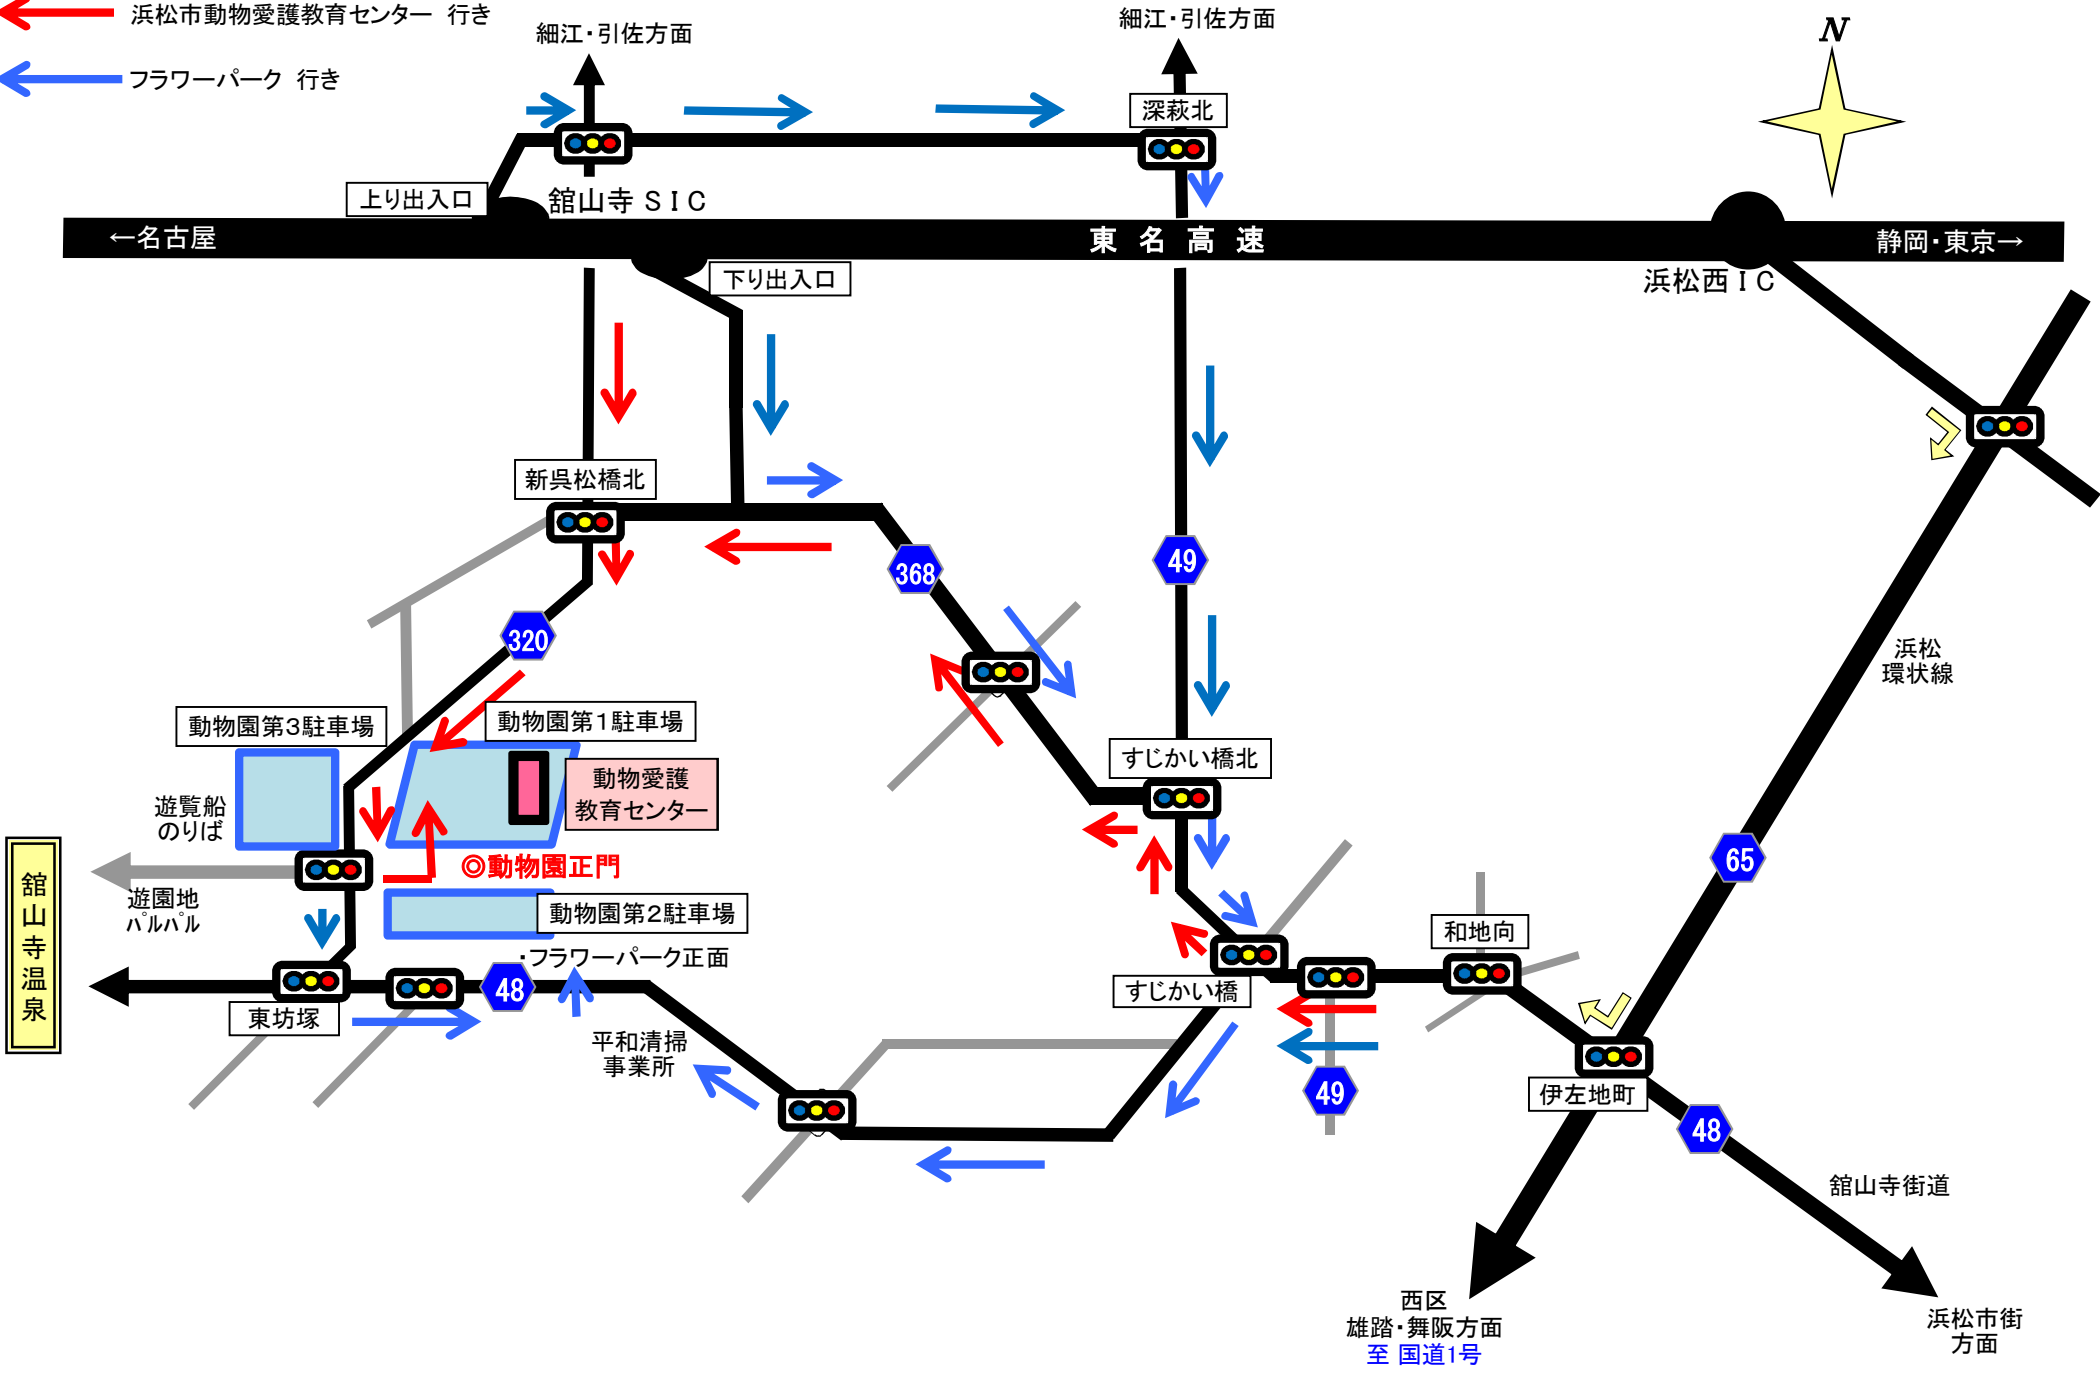 浜松市動物愛護教育センター 行き
フラワーパーク 行き
細江・引佐方面
細江・引佐方面
N
深萩北
上り出入口
舘山寺ＳＩＣ
←名古屋
東名高速
静岡・東京→
下り出入口
浜松西ＩＣ
新呉松橋北
368
49
320
浜松
環状線
動物園第３駐車場
動物園第１駐車場
すじかい橋北
動物愛護
教育センター
遊覧船
のりば
65
◎動物園正門
舘山寺温泉
遊園地
パルパル
動物園第２駐車場
和地向
・フラワーパーク正面
48
すじかい橋
東坊塚
平和清掃
事業所
49
伊左地町
48
舘山寺街道
西区
雄踏・舞阪方面
至 国道1号
浜松市街
方面